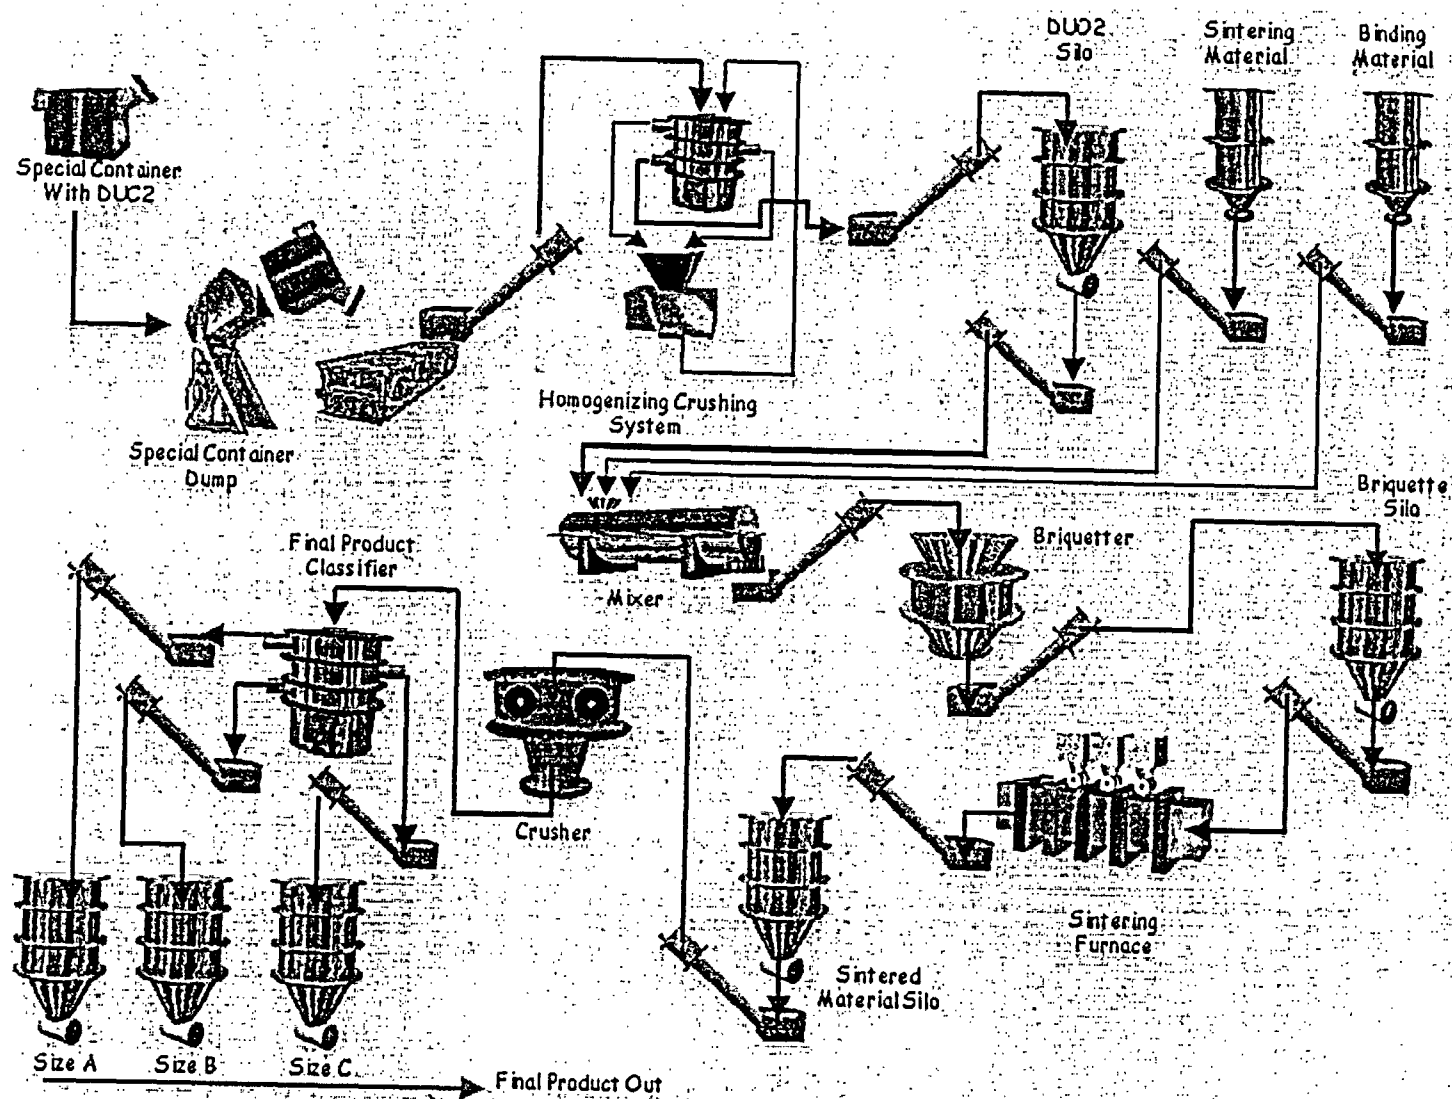 DUO2
Silo
Sintering
Material
Binding
Material
Special Container
With DUO2
Homogenizing Crushing
System
Special Container
Dump
Briquette
Silo
Final Product
Classifier
Briquetter
Mixer
Crusher
Sintering
Furnace
Sintered
Material Silo
Size A
Size B
Size C
Final Product Out